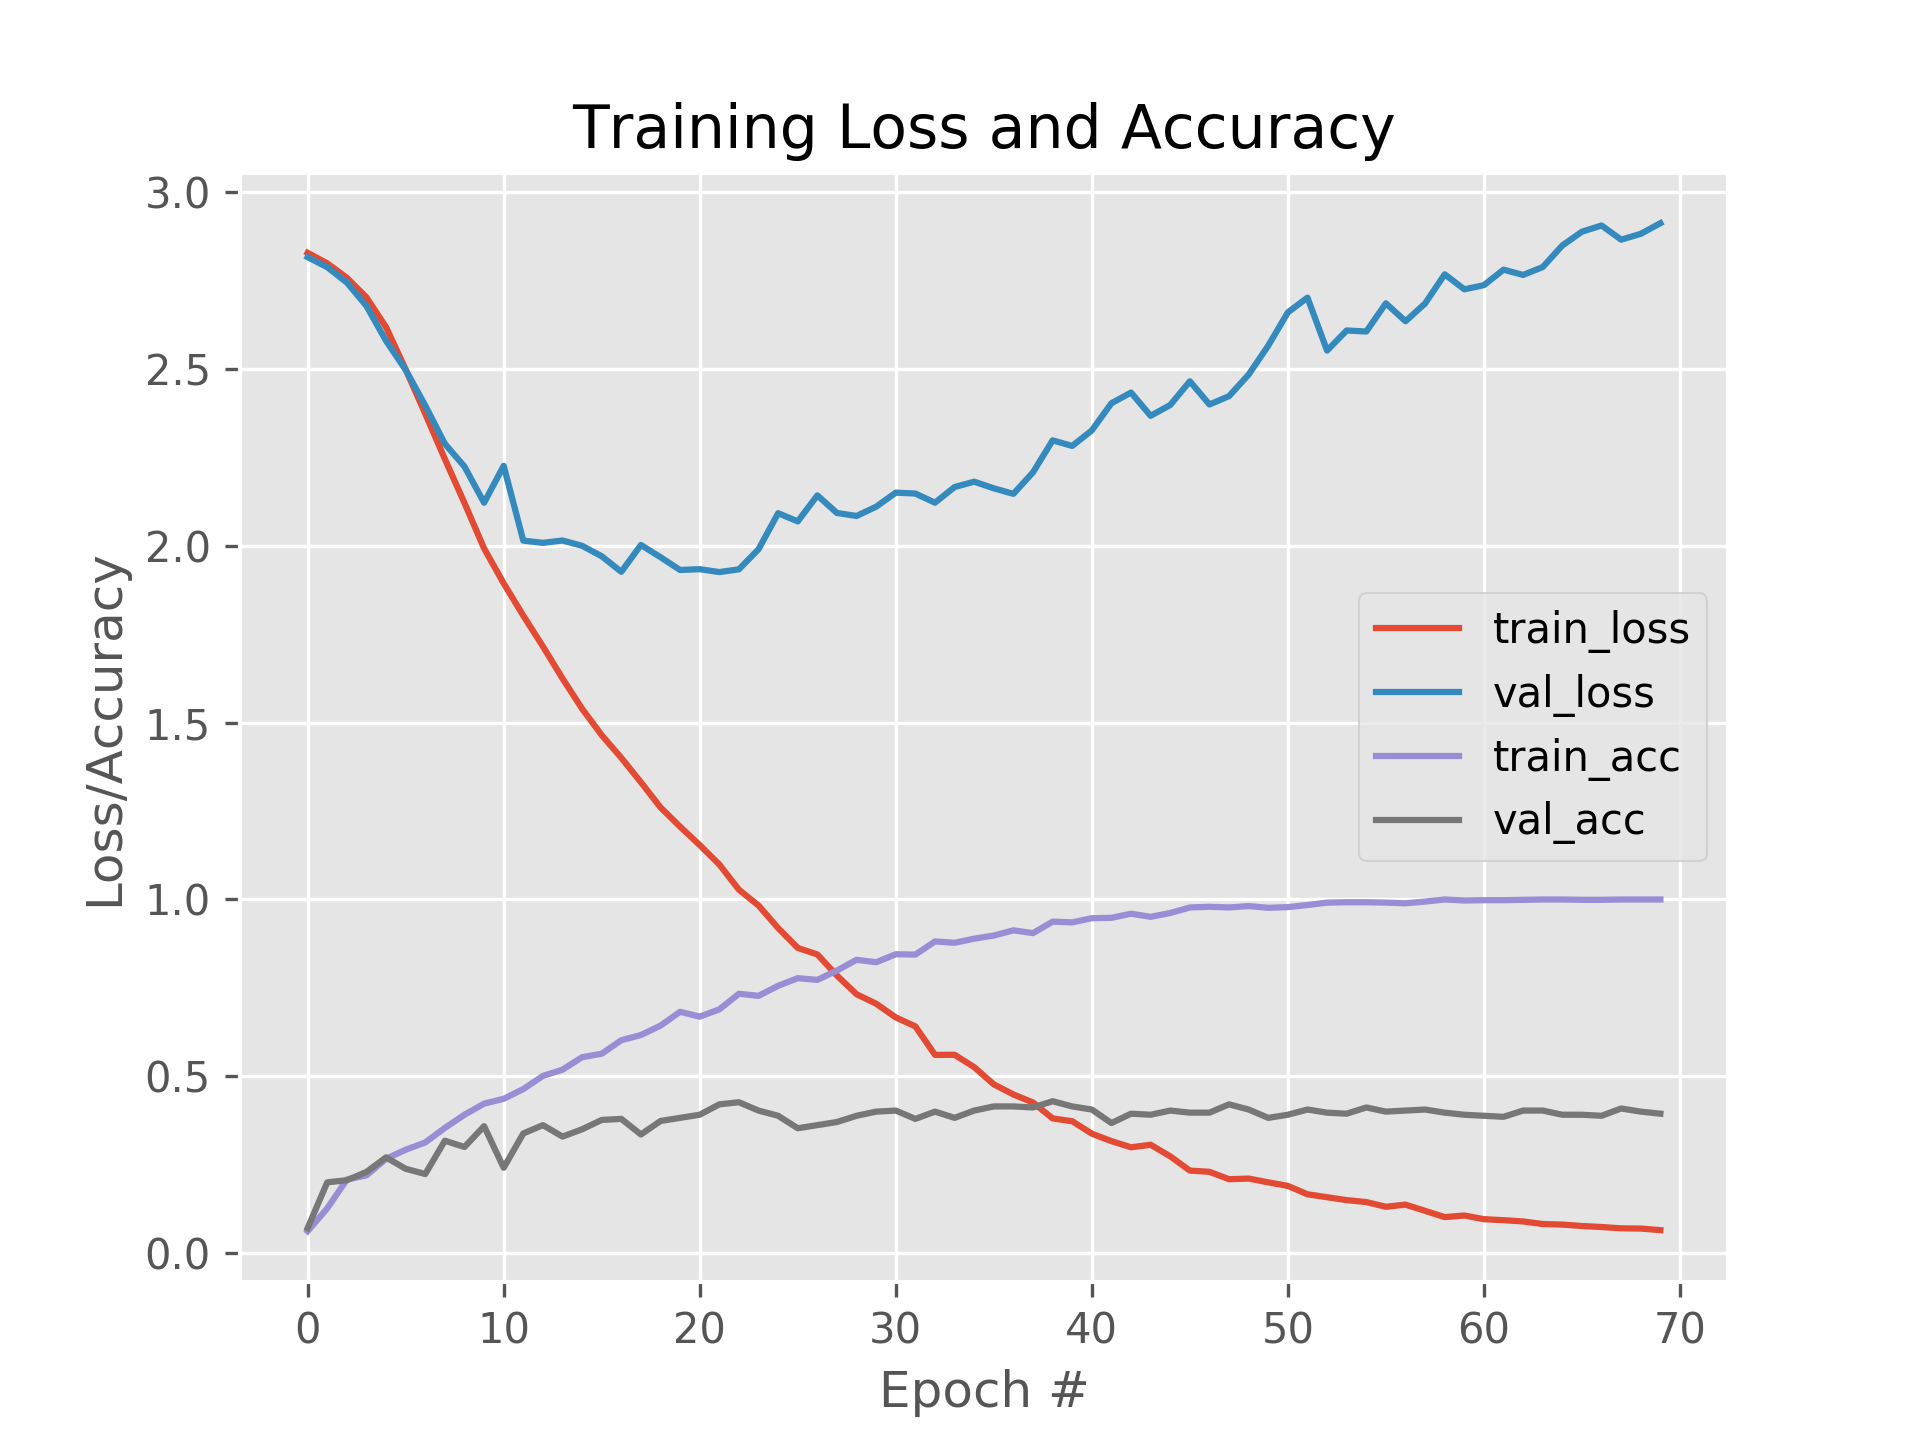 Training Loss and Accuracy
3.0
2.5
2.0
1.5
1.0
0.5
0.0
Loss/Accuracy
train_loss
val_loss
train_acc
val_acc
0 10 20 30 40 50 60 70
Epoch #